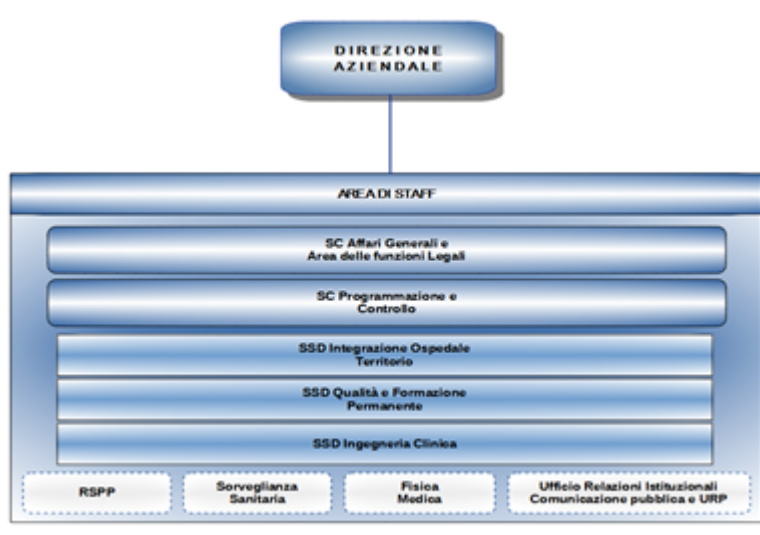 DIREZIONE
AZIENDALE
AREA DI STAFF
SC Affari Generali e
Area delle funzioni Legali
SC Programmazione e
Controllo
SSD Integrazione Ospedale
Territorio
SSD Qualità e Formazione
Permanente
SSD Ingegneria Clinica
RSPP
Sorveglianza
Sanitaria
Fisica
Medica
Ufficio Relazioni Istituzionali
Comunicazione pubblica e URP